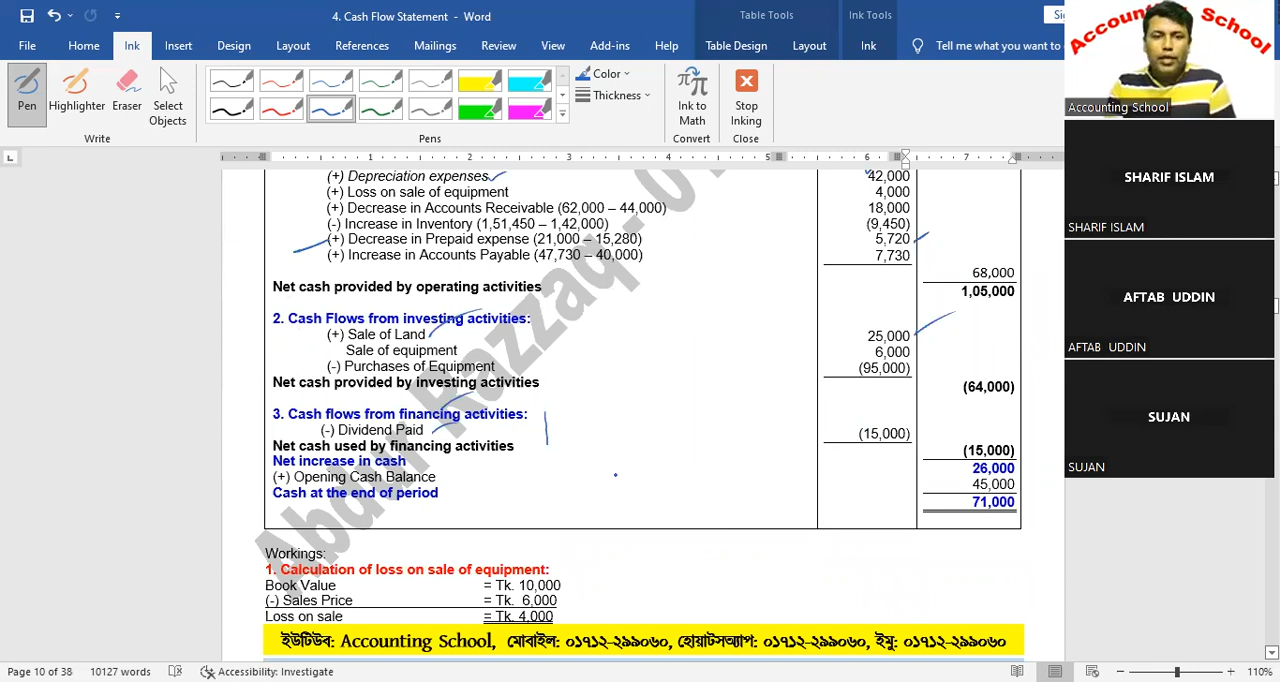 4. Cash Flow Statement - Word
Table Tools
Ink Tools
File Home Ink Insert Design Layout References Mailings Review View Add-ins Help Table Design Layout Ink Tell me what you want to
Pen Highlighter Eraser Select Objects
Color
Thickness
Ink to Math
Stop Inking
Write Pens Convert Close
1 2 3 4 5 6 7
(+) Depreciation expenses 42,000
(+) Loss on sale of equipment 4,000
(+) Decrease in Accounts Receivable (62,000 – 44,000) 18,000
(-) Increase in Inventory (1,51,450 – 1,42,000) (9,450)
(+) Decrease in Prepaid expense (21,000 – 15,280) 5,720
(+) Increase in Accounts Payable (47,730 – 40,000) 7,730
68,000
Net cash provided by operating activities 1,05,000
2. Cash Flows from investing activities:
(+) Sale of Land 25,000
Sale of equipment 6,000
(-) Purchases of Equipment (95,000)
Net cash provided by investing activities (64,000)
3. Cash flows from financing activities:
(-) Dividend Paid (15,000)
Net cash used by financing activities (15,000)
Net increase in cash 26,000
(+) Opening Cash Balance 45,000
Cash at the end of period 71,000
Abdur Razzaq
Workings:
1. Calculation of loss on sale of equipment:
Book Value = Tk. 10,000
(-) Sales Price = Tk. 6,000
Loss on sale = Tk. 4,000
ইউটিউব: Accounting School, মোবাইল: ০১৭১২-২৯৯০৬০, হোয়াটসঅ্যাপ: ০১৭১২-২৯৯০৬০, ইমু: ০১৭১২-২৯৯০৬০
Page 10 of 38 10127 words Accessibility: Investigate 110%
Accounting School
Accounting School
SHARIF ISLAM
SHARIF ISLAM
AFTAB UDDIN
AFTAB UDDIN
SUJAN
SUJAN